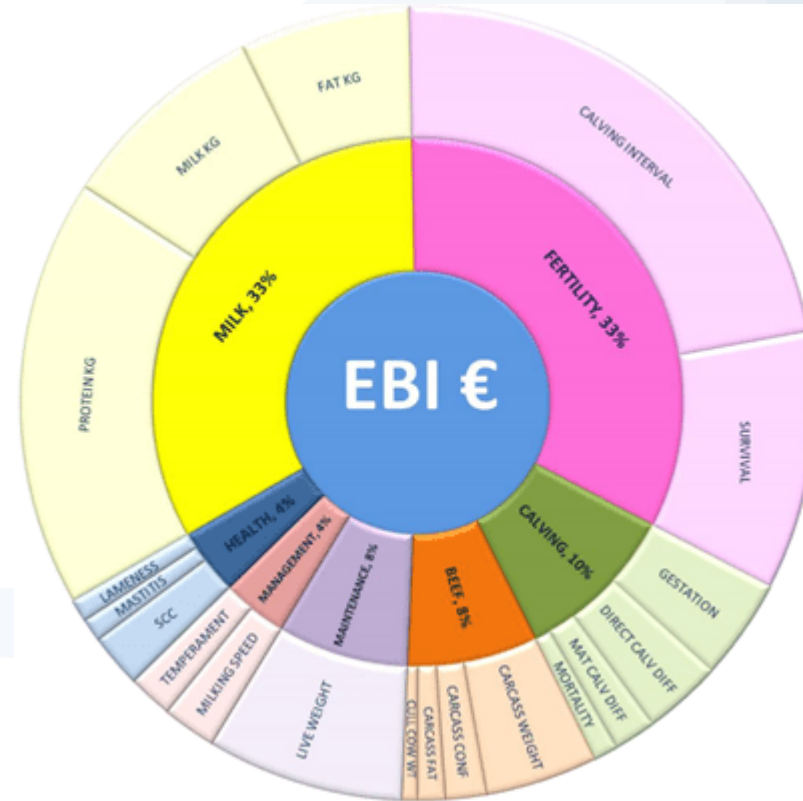 EBI €
FERTILITY, 33%
CALVING INTERVAL
SURVIVAL
CALVING, 10%
GESTATION
DIRECT CALV DIFF
MAT CALV DIFF
MORTALITY
BEEF, 8%
CARCASS WEIGHT
CARCASS CONF
CARCASS FAT
CULL COW WT
MAINTENANCE, 8%
LIVE WEIGHT
MANAGEMENT, 4%
MILKING SPEED
TEMPERAMENT
HEALTH, 4%
SCC
MASTITIS
LAMENESS
MILK, 33%
PROTEIN KG
MILK KG
FAT KG